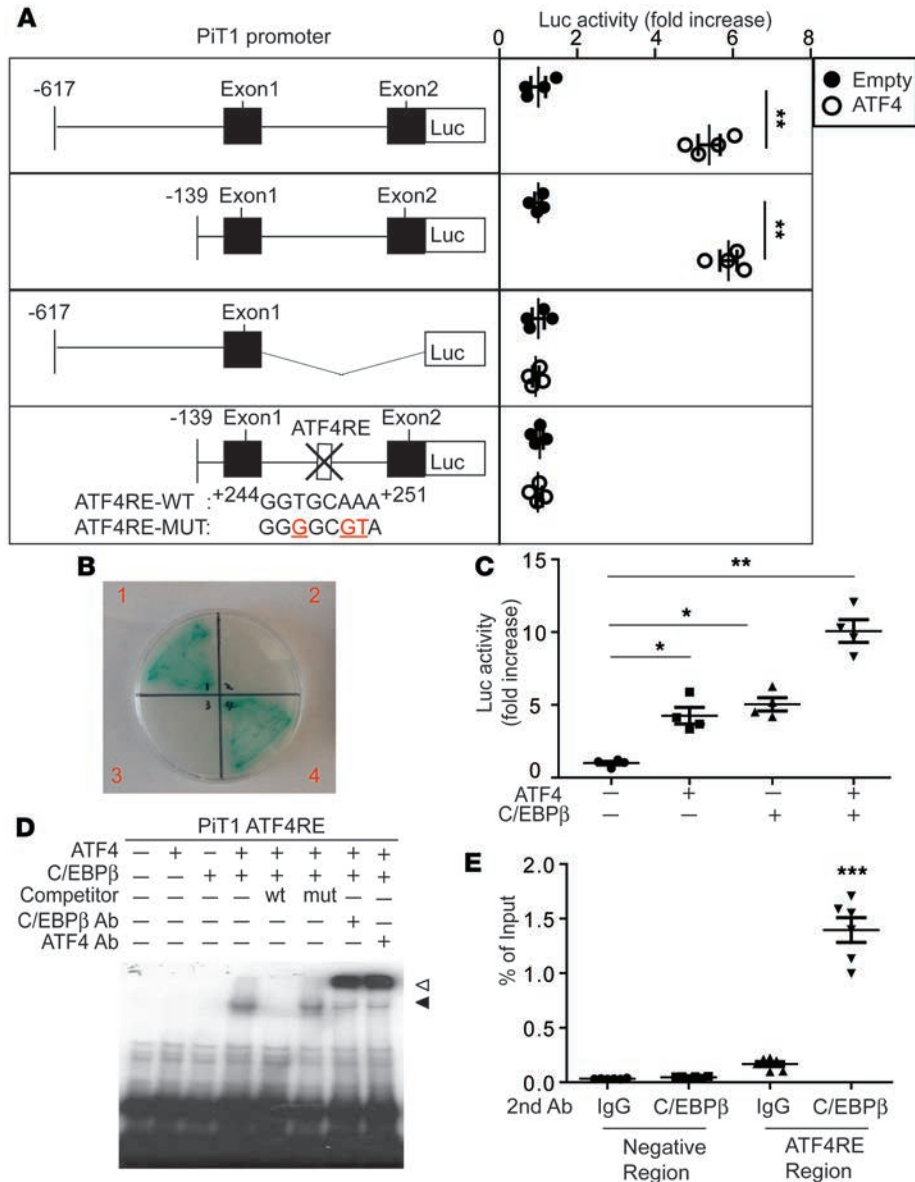 A
PiT1 promoter
Luc activity (fold increase)
0 2 4 6 8
Empty
ATF4
-617
Exon1
Exon2
Luc
**
-139
Exon1
Exon2
Luc
**
-617
Exon1
Luc
-139
Exon1
ATF4RE
Exon2
Luc
ATF4RE-WT :+244GGTGCAAA+251
ATF4RE-MUT: GGGGCGTA
B
1 2
3 4
1 2
3 4
C
Luc activity
(fold increase)
15
10
5
0
*
*
**
ATF4 — + — +
C/EBPβ — — + +
D
PiT1 ATF4RE
ATF4 — + — + + + + +
C/EBPβ — — + + + + + +
Competitor — — — — wt mut — —
C/EBPβ Ab — — — — — — + —
ATF4 Ab — — — — — — — +
E
% of Input
2.0
1.5
1.0
0.5
0.0
***
2nd Ab IgG C/EBPβ IgG C/EBPβ
Negative Region
ATF4RE Region